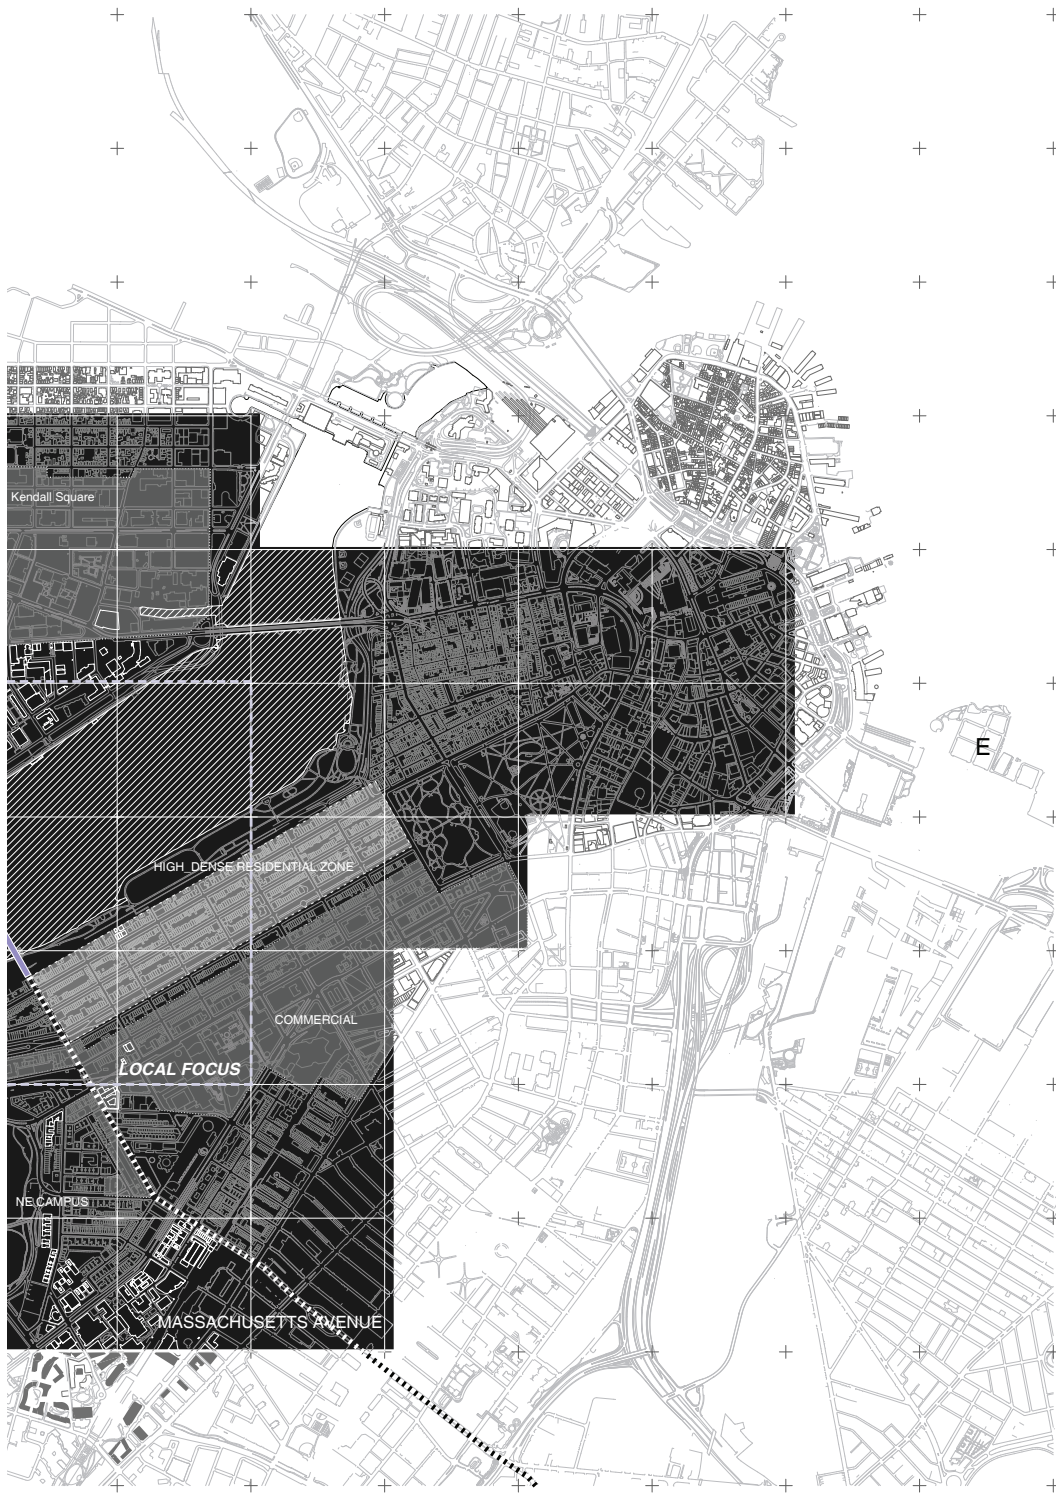 Kendall Square
E
HIGH_DENSE RESIDENTIAL ZONE
COMMERCIAL
LOCAL FOCUS
NE CAMPUS
MASSACHUSETTS AVENUE